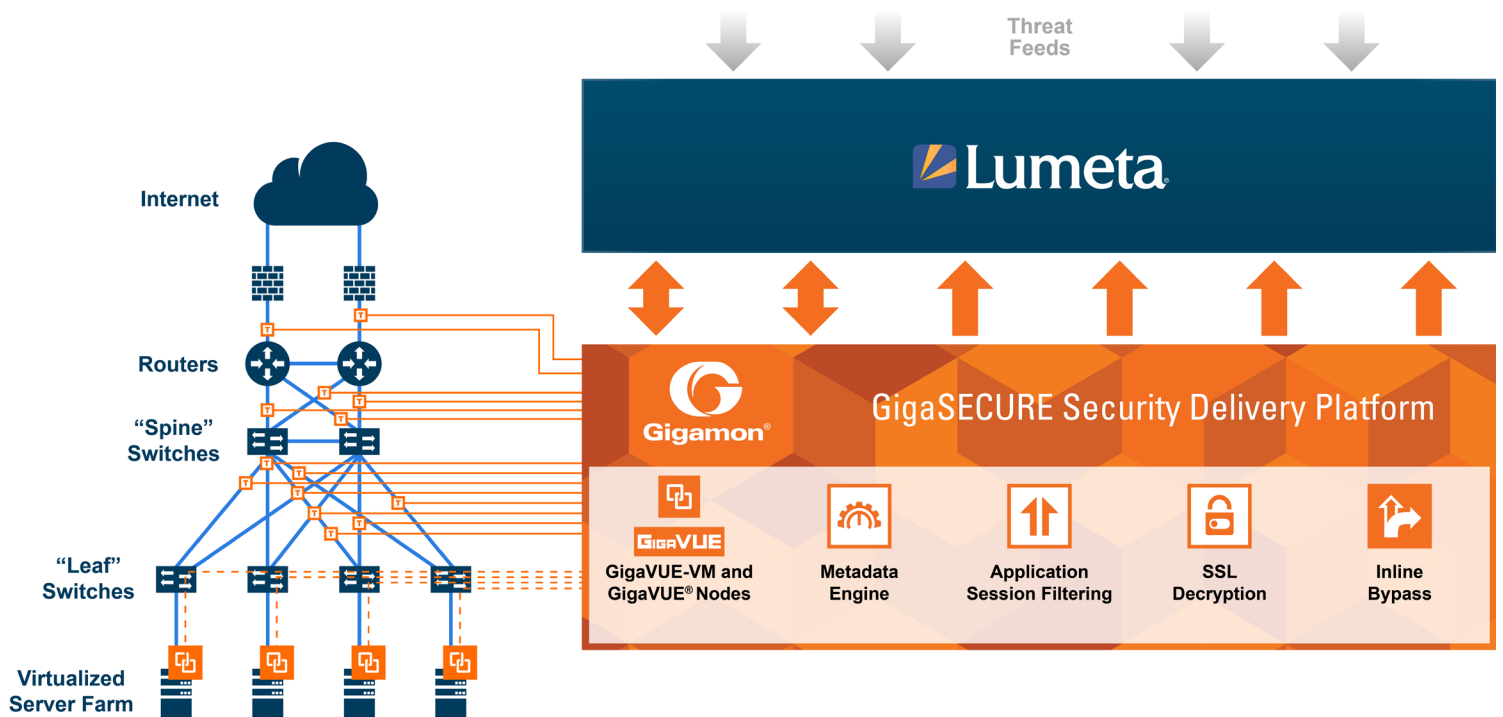 Threat
Feeds
Lumeta®
Internet
Routers
“Spine”
Switches
“Leaf”
Switches
Virtualized
Server Farm
T
T
T
T
T
T
T
T
T
T
T
T
T
T
Gigamon®
GigaSECURE Security Delivery Platform
GIGAVUE
GigaVUE-VM and
GigaVUE® Nodes
Metadata
Engine
Application
Session Filtering
SSL
Decryption
Inline
Bypass